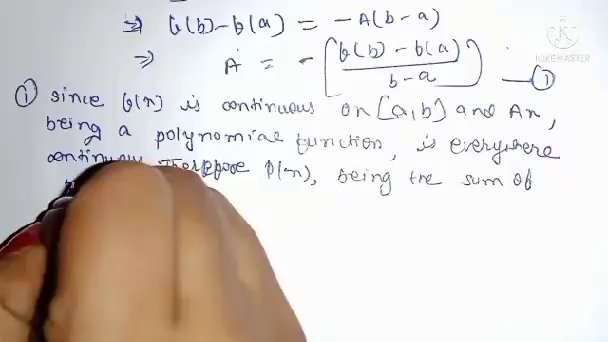 ⇒ f(b) - f(a) = -A(b-a)
⇒ A = - [ f(b) - f(a) / b-a ] — ①
KINEMASTER
① since f(x) is continuous on [a,b] and Ax,
being a polynomial function, is everywhere
continuous Therefore φ(x), being the sum of